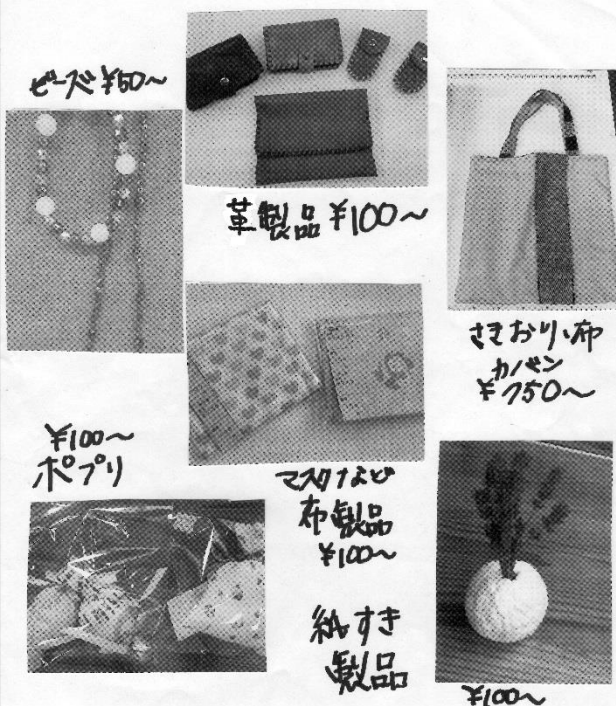 ビーズ ¥50〜
革製品 ¥100〜
さきおり、布
カバン
¥750〜
¥100〜
ポプリ
マスクなど
布製品
¥100〜
紙すき
製品
¥100〜